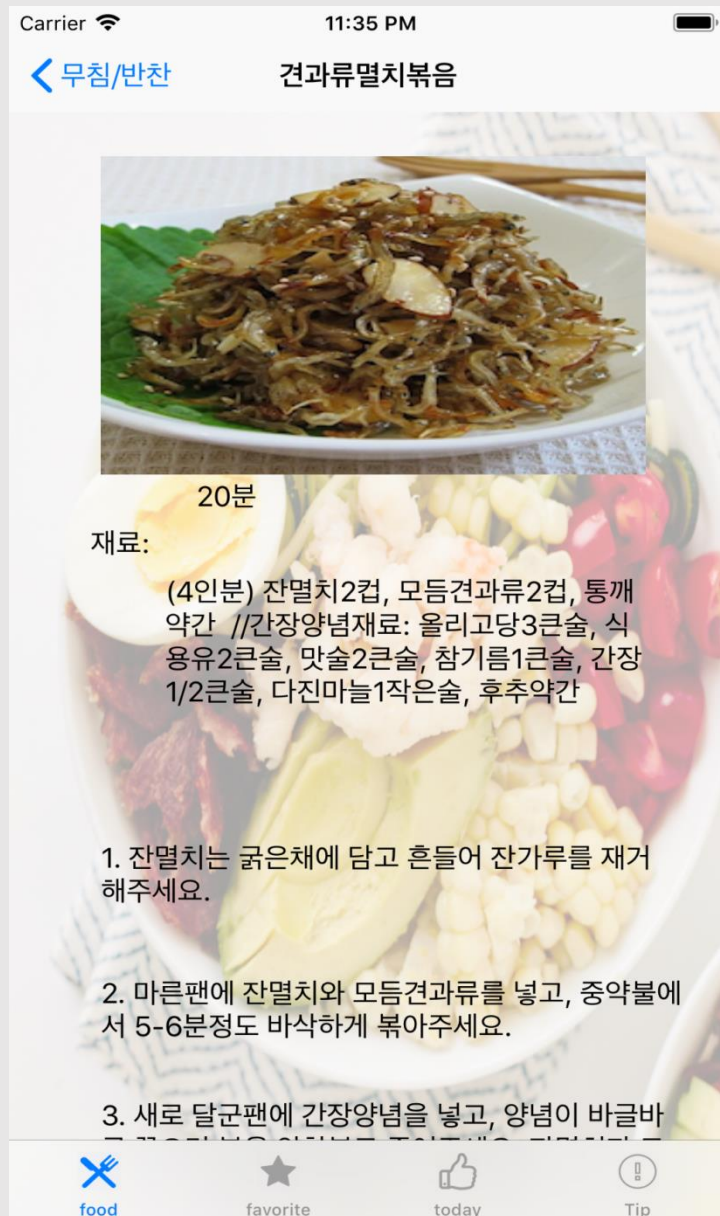 Carrier 11:35 PM
무침/반찬 견과류멸치볶음
20분
재료:
(4인분) 잔멸치2컵, 모듬견과류2컵, 통깨
약간 //간장양념재료: 올리고당3큰술, 식
용유2큰술, 맛술2큰술, 참기름1큰술, 간장
1/2큰술, 다진마늘1작은술, 후추약간
1. 잔멸치는 굵은채에 담고 흔들어 잔가루를 재거
해주세요.
2. 마른팬에 잔멸치와 모듬견과류를 넣고, 중약불에
서 5-6분정도 바삭하게 볶아주세요.
3. 새로 달군팬에 간장양념을 넣고, 양념이 바글바
food favorite today Tip